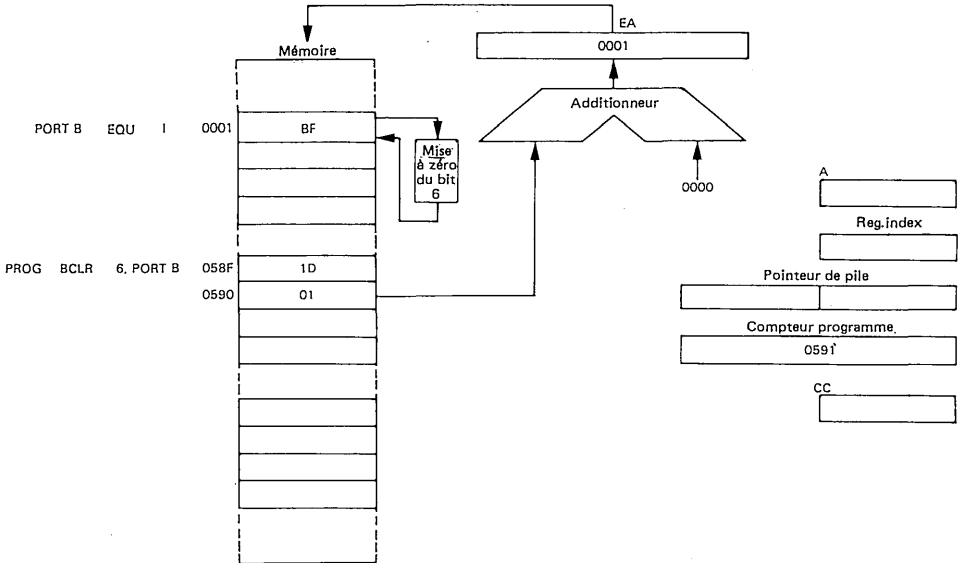 EA
0001
Mémoire
Additionneur
PORT B EQU I 0001 BF
Mise
à zéro
du bit
6
0000
A
Reg.index
PROG BCLR 6, PORT B 058F 1D
Pointeur de pile
0590 01
Compteur programme
0591
CC